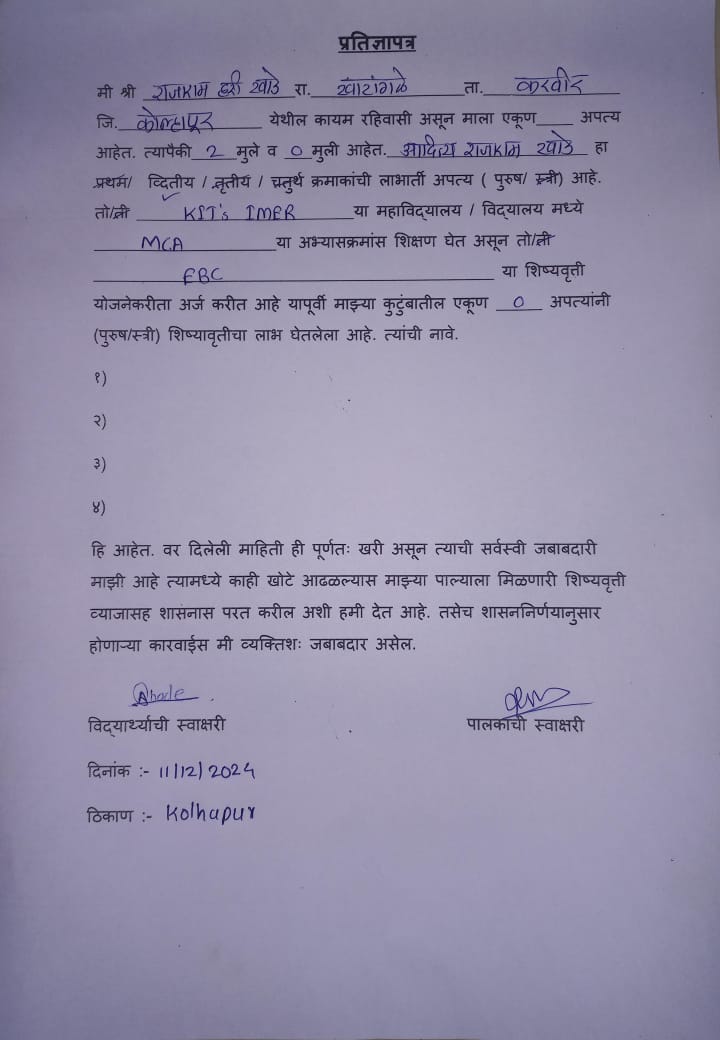 प्रतिज्ञापत्र
मी श्री राजाराम हरी खाडे रा. खाटांगळे ता. करवीर
जि. कोल्हापूर येथील कायम रहिवासी असून माला एकूण____ अपत्य
आहेत. त्यापैकी 2 मुले व 0 मुली आहेत. आदित्य राजाराम खाडे हा
प्रथम/ व्दितीय / तृतीय / चतुर्थ क्रमाकांची लाभार्ती अपत्य ( पुरुष/ स्त्री) आहे.
तो/ती KIT's IMER या महाविद्यालय / विद्यालय मध्ये
MCA या अभ्यासक्रमांस शिक्षण घेत असून तो/ती
EBC या शिष्यवृत्ती
योजनेकरीता अर्ज करीत आहे यापूर्वी माझ्या कुटुंबातील एकूण 0 अपत्यांनी
(पुरुष/स्त्री) शिष्यावृतीचा लाभ घेतलेला आहे. त्यांची नावे.
१)
२)
३)
४)
हि आहेत. वर दिलेली माहिती ही पूर्णतः खरी असून त्याची सर्वस्वी जबाबदारी
माझी आहे त्यामध्ये काही खोटे आढळल्यास माझ्या पाल्याला मिळणारी शिष्यवृत्ती
व्याजासह शासंनास परत करील अशी हमी देत आहे. तसेच शासननिर्णयानुसार
होणाऱ्या कारवाईस मी व्यक्तिशः जबाबदार असेल.
विद्यार्थ्याची स्वाक्षरी पालकांची स्वाक्षरी
दिनांक :- 11/12/2024
ठिकाण :- Kolhapur